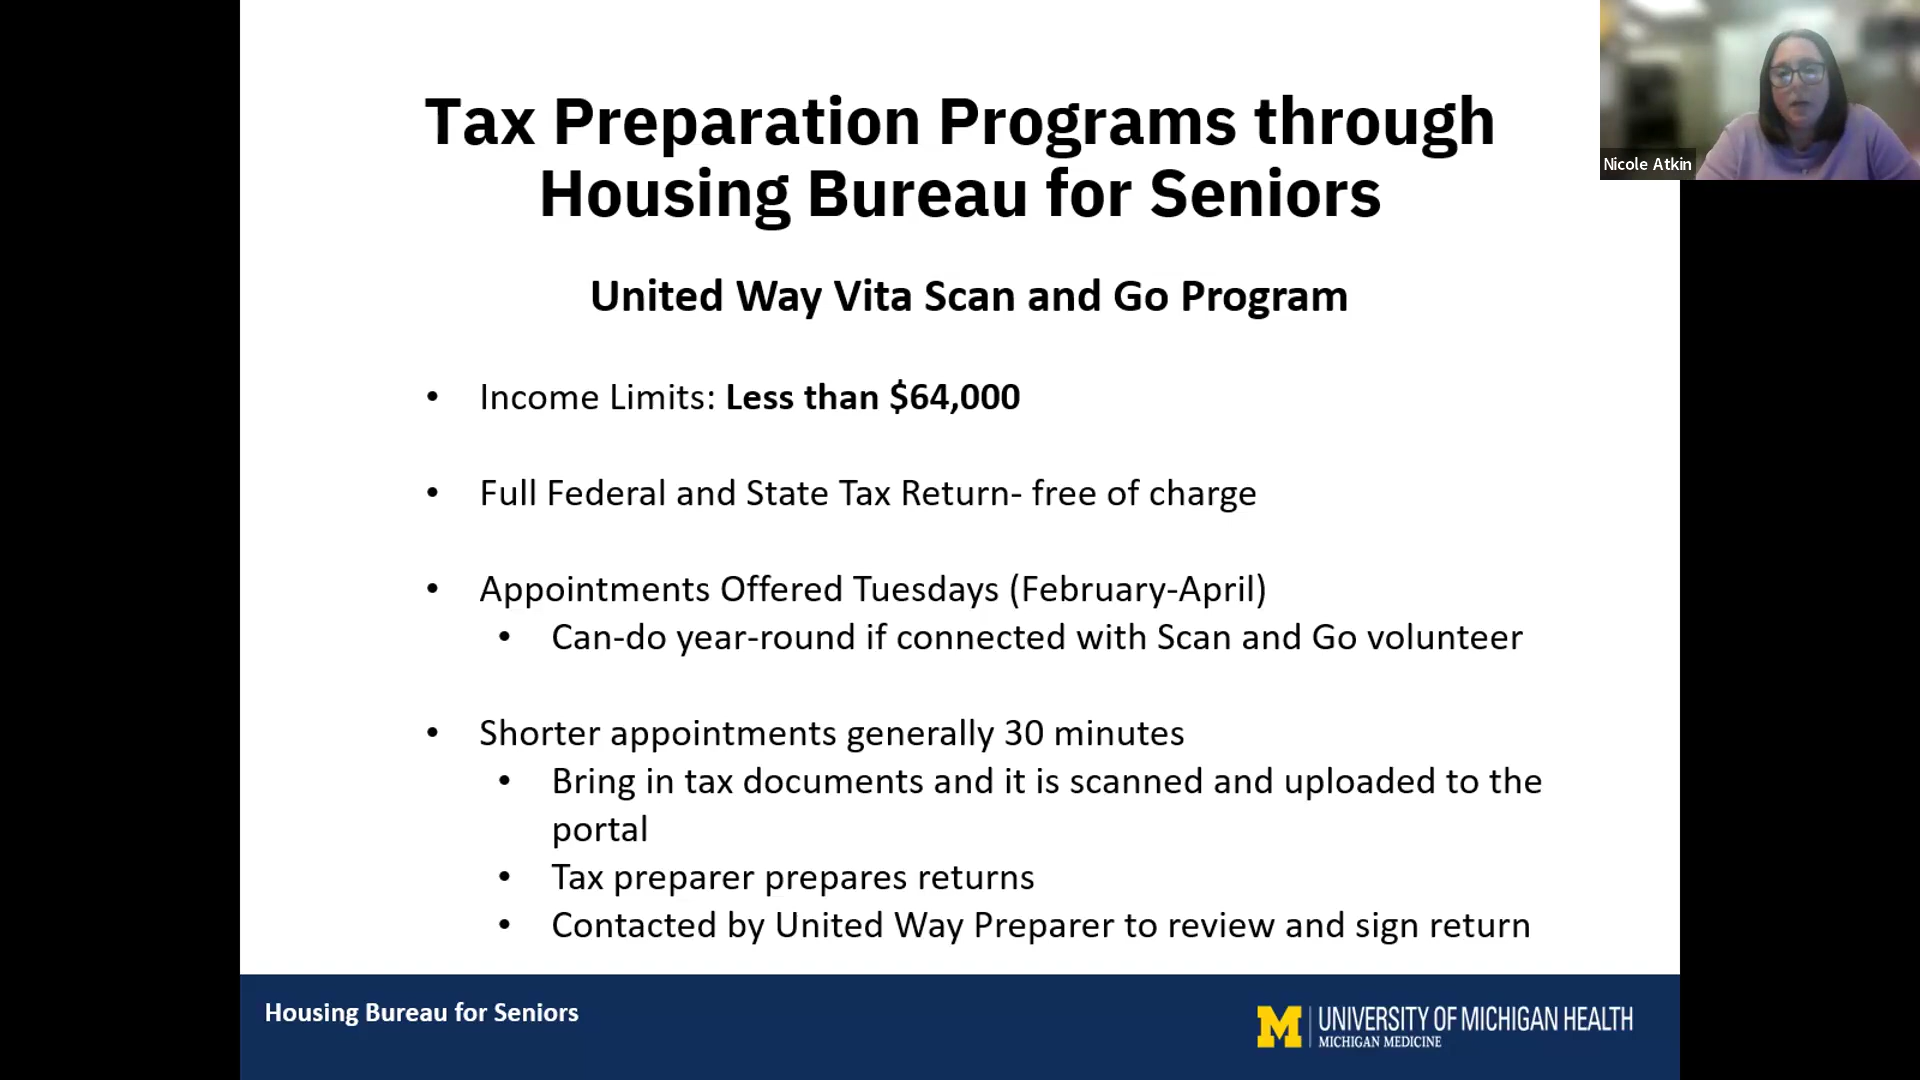 Tax Preparation Programs through
Housing Bureau for Seniors
Nicole Atkin
United Way Vita Scan and Go Program
• Income Limits: Less than $64,000
• Full Federal and State Tax Return- free of charge
• Appointments Offered Tuesdays (February-April)
• Can-do year-round if connected with Scan and Go volunteer
• Shorter appointments generally 30 minutes
• Bring in tax documents and it is scanned and uploaded to the
portal
• Tax preparer prepares returns
• Contacted by United Way Preparer to review and sign return
Housing Bureau for Seniors
M UNIVERSITY OF MICHIGAN HEALTH
MICHIGAN MEDICINE